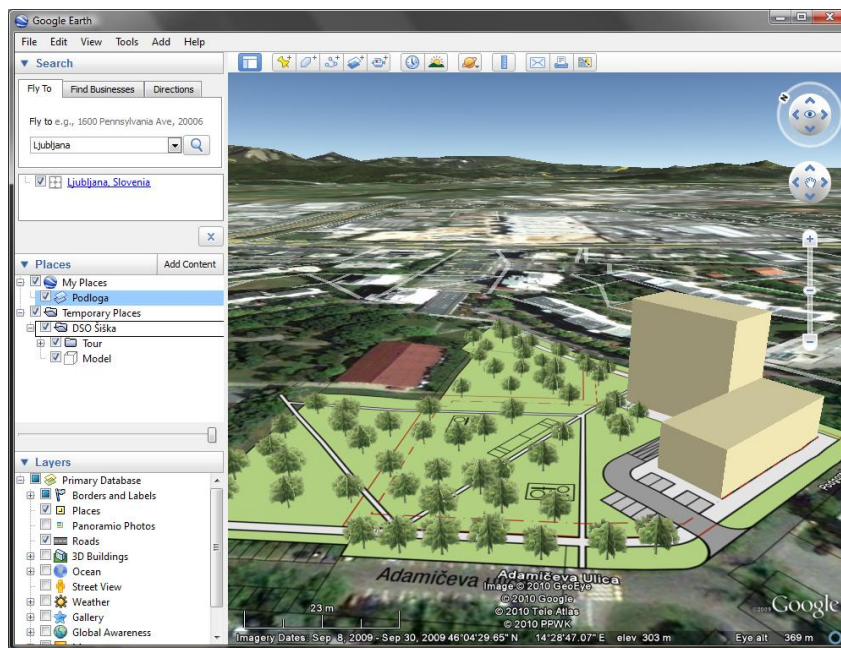 Google Earth
File Edit View Tools Add Help
Search
Fly To Find Businesses Directions
Fly to e.g., 1600 Pennsylvania Ave, 20006
Ljubljana
Ljubljana, Slovenia
x
Places Add Content
My Places
Podloga
Temporary Places
DSO Šiška
Tour
Model
Layers
Primary Database
Borders and Labels
Places
Panoramio Photos
Roads
3D Buildings
Ocean
Street View
Weather
Gallery
Global Awareness
N
Adamičeva
Adamičeva Ulica
Image © 2010 GeoEye
© 2010 Google
© 2010 Tele Atlas
© 2010 PPWK
23 m
©2009 Google
Imagery Dates: Sep 8, 2009 - Sep 30, 2009 46°04'29.65" N 14°28'47.07" E elev 303 m Eye alt 369 m